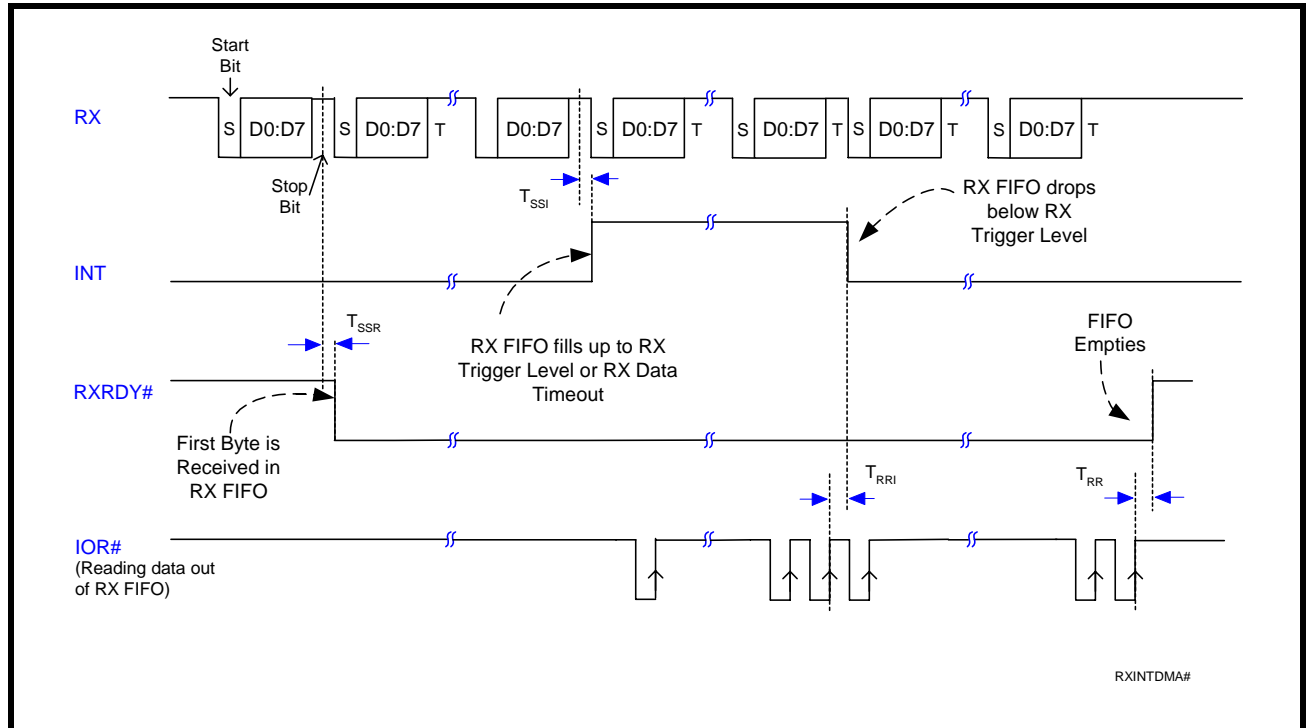 Start
Bit
RX
S D0:D7 S D0:D7 T D0:D7 S D0:D7 T S D0:D7 T S D0:D7 T S D0:D7 T
Stop
Bit
TSSI
RX FIFO drops
below RX
Trigger Level
INT
TSSR
RX FIFO fills up to RX
Trigger Level or RX Data
Timeout
FIFO
Empties
RXRDY#
First Byte is
Received in
RX FIFO
TRRI
TRR
IOR#
(Reading data out
of RX FIFO)
RXINTDMA#